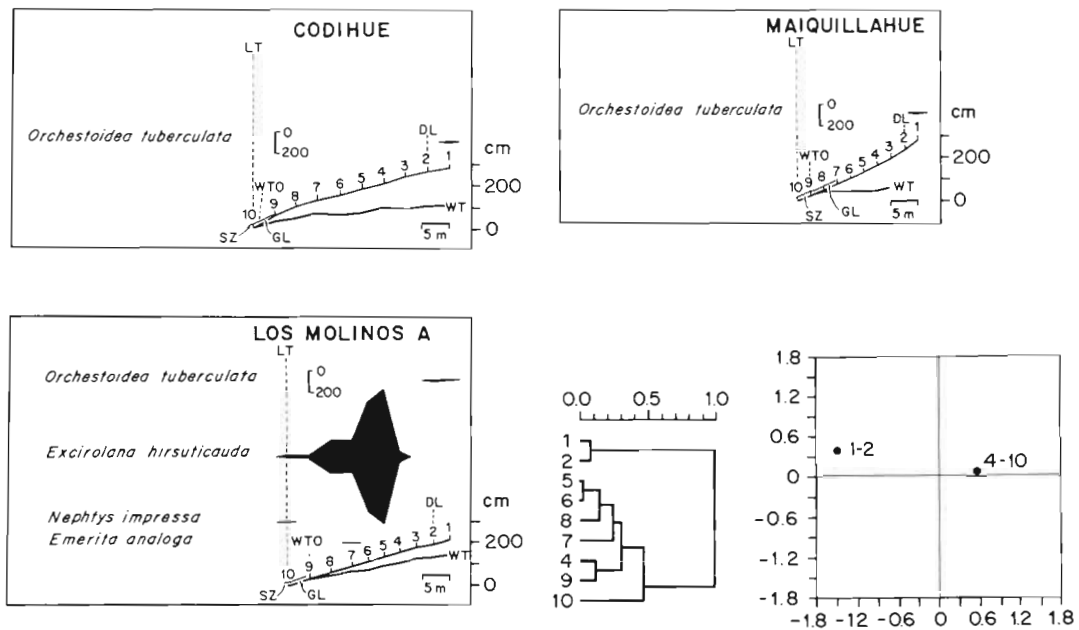 CODIHUE
LT
Orchestoidea tuberculata
0
200
DL
cm
10 9 8 7 6 5 4 3 2 1
WTO
200
WT
0
SZ GL
5 m
MAIQUILLAHUE
LT
Orchestoidea tuberculata
0
200
DL
cm
10 9 8 7 6 5 4 3 2 1
WTO
200
WT
0
SZ GL
5 m
LOS MOLINOS A
LT
Orchestoidea tuberculata
0
200
Excirolana hirsuticauda
Nephtys impressa
Emerita analoga
DL
cm
WTO
10 9 8 7 6 5 4 3 2 1
200
WT
0
SZ GL
5 m
0.0 0.5 1.0
1
2
5
6
8
7
4
9
10
1.8
1.2
0.6
0
-0.6
-1.2
-1.8
1-2
4-10
-1.8 -12 -0.6 0 0.6 1.2 1.8